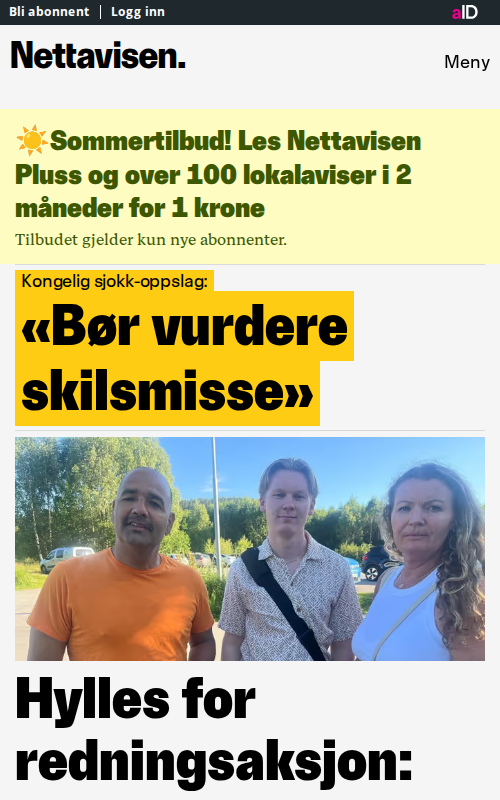 Bli abonnent
Logg inn
aID
Nettavisen.
Meny
Sommertilbud! Les Nettavisen
Pluss og over 100 lokalaviser i 2
måneder for 1 krone
Tilbudet gjelder kun nye abonnenter.
Kongelig sjokk-oppslag:
«Bør vurdere
skilsmisse»
Hylles for
redningsaksjon: